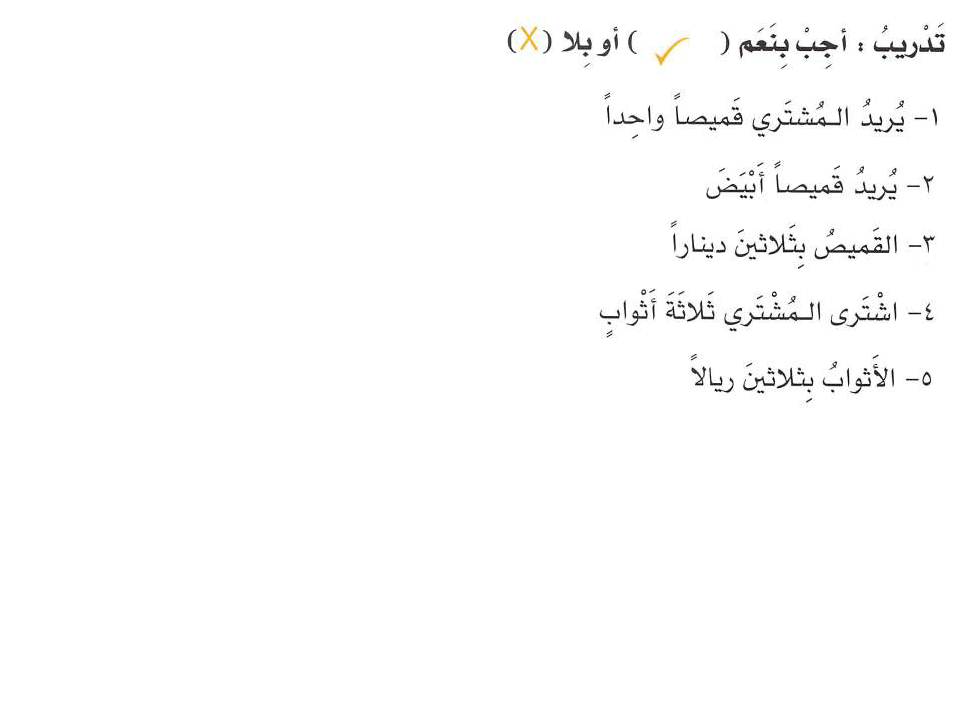 تَدْريبُ : أجِبْ بِنَعَم ( ✓ ) أو بِلا (X)
١- يُريدُ الـمُشتَري قَميصاً واحِداً
٢- يُريدُ قَميصاً أَبْيَضَ
٣- القَميصُ بِثَلاثينَ ديناراً
٤- اشْتَرى الـمُشْتَري ثَلاثَةَ أَثْوابٍ
٥- الأَثوابُ بِثلاثينَ ريالاً